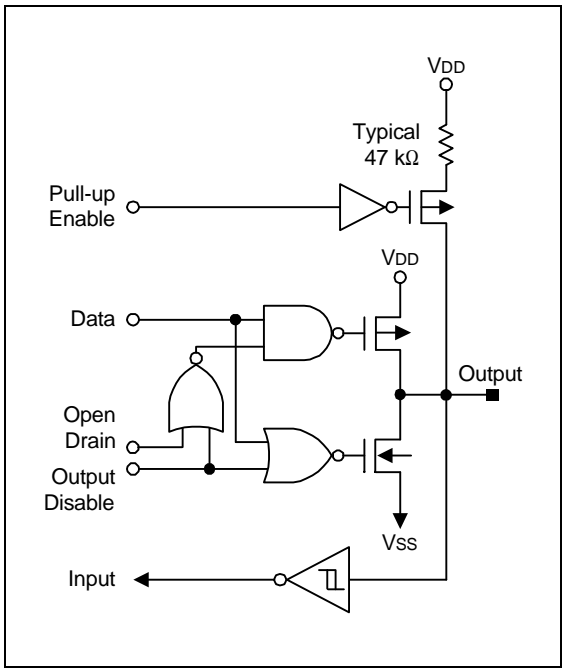 VDD
Typical
47 kΩ
Pull-up
Enable
VDD
Data
Output
Open
Drain
Output
Disable
VSS
Input